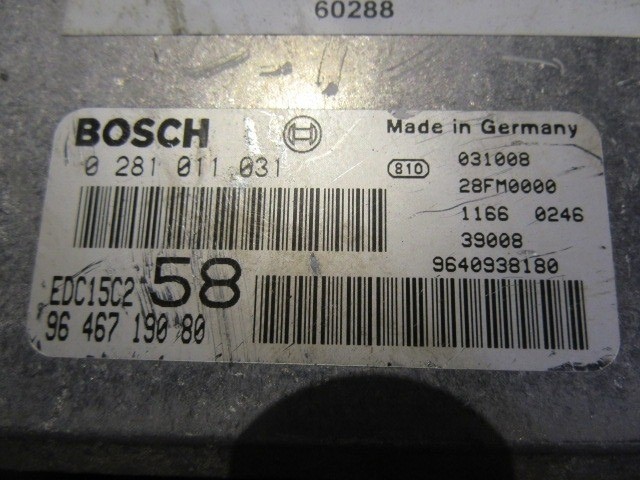 60288
BOSCH Made in Germany
0 281 011 031 810 031008
28FM0000
1166 0246
39008
9640938180
EDC15C2 58
96 467 190 80